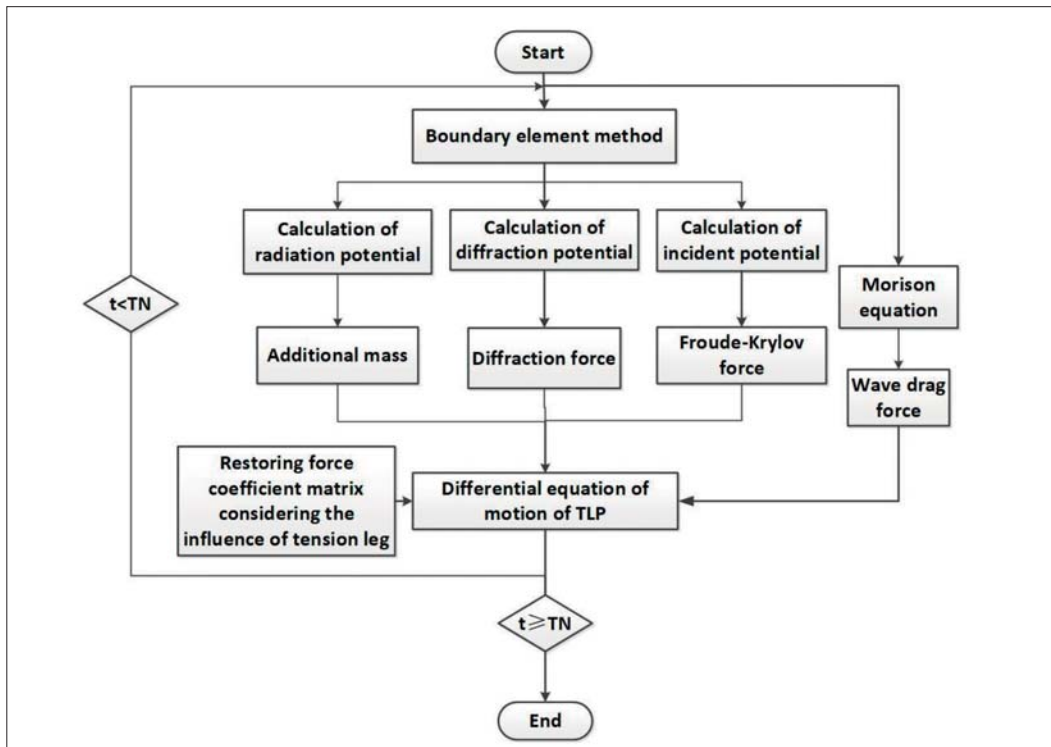 Start
Boundary element method
Calculation of
radiation potential
Calculation of
diffraction potential
Calculation of
incident potential
Morison
equation
t<TN
Additional mass
Diffraction force
Froude-Krylov
force
Wave drag
force
Restoring force
coefficient matrix
considering the
influence of tension leg
Differential equation of
motion of TLP
t≥TN
End